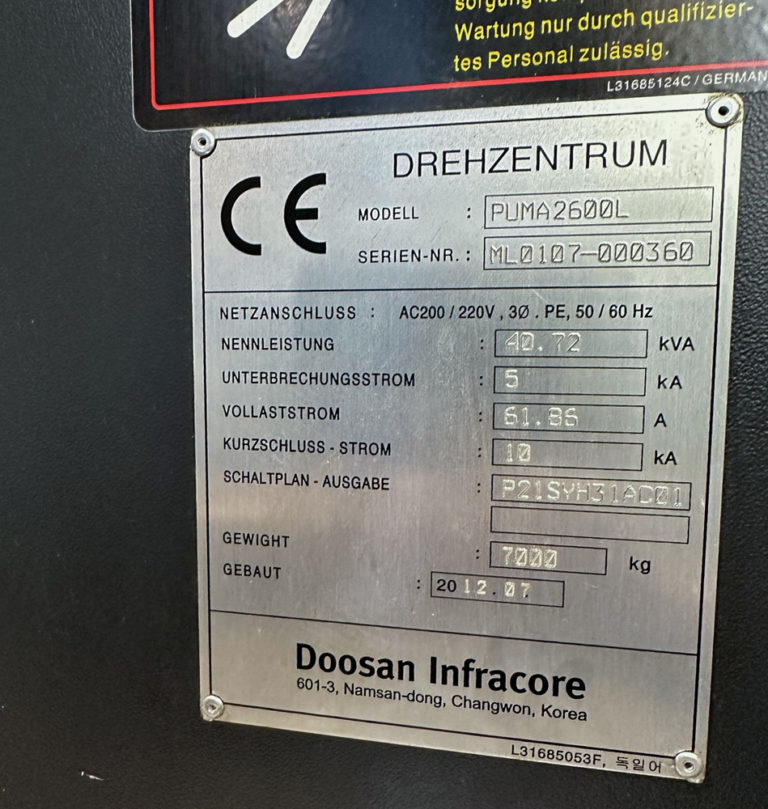 Wartung nur durch qualifizier-
tes Personal zulässig.
L31685124C / GERMAN
CE
DREHZENTRUM
MODELL : PUMA2600L
SERIEN-NR. : ML0107-000360
NETZANSCHLUSS : AC200 / 220V , 3Ø . PE, 50 / 60 Hz
NENNLEISTUNG : 40.72 kVA
UNTERBRECHUNGSSTROM : 5 kA
VOLLASTSTROM : 61.86 A
KURZSCHLUSS - STROM : 10 kA
SCHALTPLAN - AUSGABE : P21SYH31AC01
GEWIGHT : 7000 kg
GEBAUT : 2012.07
Doosan Infracore
601-3, Namsan-dong, Changwon, Korea
L31685053F, 독일어